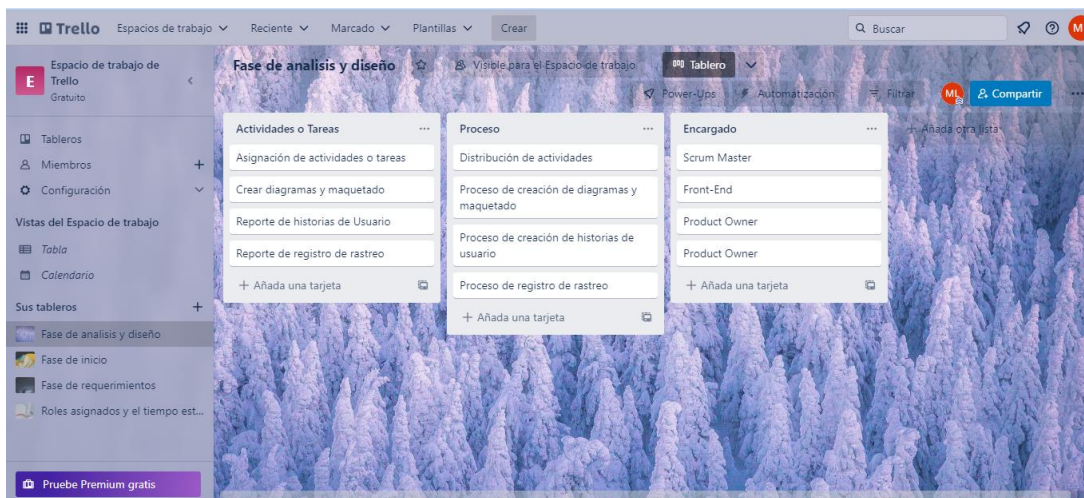 Trello Espacios de trabajo Reciente Marcado Plantillas Crear Buscar M
E Espacio de trabajo de
Trello
Gratuito
Fase de analisis y diseño Visible para el Espacio de trabajo Tablero
Power-Ups Automatización Filtrar ML Compartir
Tableros
Miembros
Configuración
Vistas del Espacio de trabajo
Tabla
Calendario
Sus tableros
Fase de analisis y diseño
Fase de inicio
Fase de requerimientos
Roles asignados y el tiempo est...
Pruebe Premium gratis
Actividades o Tareas
Asignación de actividades o tareas
Crear diagramas y maquetado
Reporte de historias de Usuario
Reporte de registro de rastreo
+ Añada una tarjeta
Proceso
Distribución de actividades
Proceso de creación de diagramas y
maquetado
Proceso de creación de historias de
usuario
Proceso de registro de rastreo
+ Añada una tarjeta
Encargado
Scrum Master
Front-End
Product Owner
Product Owner
+ Añada una tarjeta
+ Añada otra lista